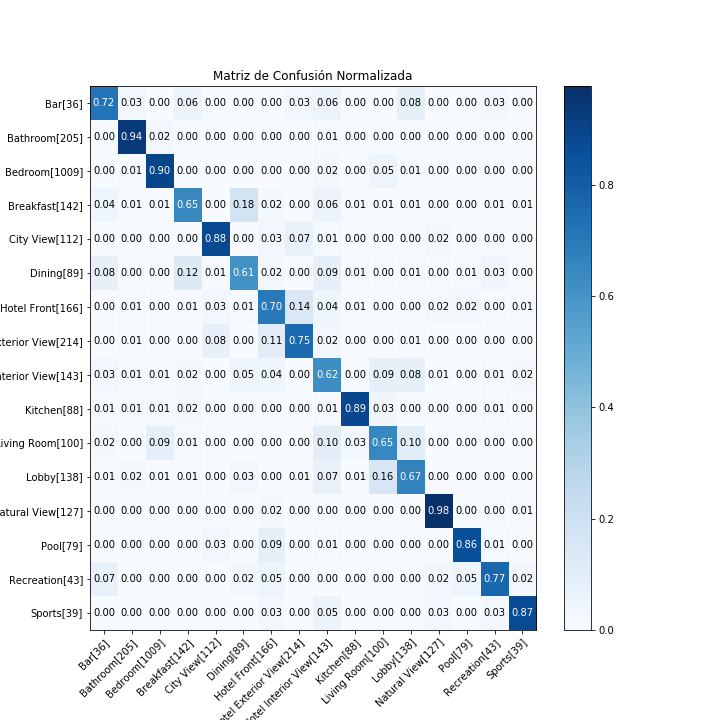 Matriz de Confusión Normalizada
Bar[36] 0.72 0.03 0.00 0.06 0.00 0.00 0.00 0.03 0.06 0.00 0.00 0.08 0.00 0.00 0.03 0.00
Bathroom[205] 0.00 0.94 0.02 0.00 0.00 0.00 0.00 0.00 0.01 0.00 0.00 0.00 0.00 0.00 0.00 0.00
Bedroom[1009] 0.00 0.01 0.90 0.00 0.00 0.00 0.00 0.00 0.02 0.00 0.05 0.01 0.00 0.00 0.00 0.00
Breakfast[142] 0.04 0.01 0.01 0.65 0.00 0.18 0.02 0.00 0.06 0.01 0.01 0.01 0.00 0.00 0.01 0.01
City View[112] 0.00 0.00 0.00 0.00 0.88 0.00 0.03 0.07 0.01 0.00 0.00 0.00 0.02 0.00 0.00 0.00
Dining[89] 0.08 0.00 0.00 0.12 0.01 0.61 0.02 0.00 0.09 0.01 0.00 0.01 0.00 0.01 0.03 0.00
Hotel Front[166] 0.00 0.01 0.00 0.01 0.03 0.01 0.70 0.14 0.04 0.01 0.00 0.00 0.02 0.02 0.00 0.01
xterior View[214] 0.00 0.01 0.00 0.00 0.08 0.00 0.11 0.75 0.02 0.00 0.00 0.01 0.00 0.00 0.00 0.00
nterior View[143] 0.03 0.01 0.01 0.02 0.00 0.05 0.04 0.00 0.62 0.00 0.09 0.08 0.00 0.01 0.01 0.02
Kitchen[88] 0.01 0.01 0.01 0.02 0.00 0.00 0.00 0.00 0.01 0.89 0.03 0.00 0.00 0.00 0.01 0.00
iving Room[100] 0.02 0.00 0.09 0.01 0.00 0.00 0.00 0.00 0.10 0.03 0.65 0.10 0.00 0.00 0.00 0.00
Lobby[138] 0.01 0.02 0.01 0.01 0.00 0.03 0.00 0.01 0.07 0.01 0.16 0.67 0.00 0.00 0.00 0.00
atural View[127] 0.00 0.00 0.00 0.00 0.00 0.00 0.02 0.00 0.00 0.00 0.00 0.00 0.98 0.00 0.00 0.01
Pool[79] 0.00 0.00 0.00 0.00 0.03 0.00 0.09 0.00 0.01 0.00 0.00 0.00 0.00 0.86 0.01 0.00
Recreation[43] 0.07 0.00 0.00 0.00 0.00 0.02 0.05 0.00 0.00 0.00 0.00 0.00 0.02 0.05 0.77 0.02
Sports[39] 0.00 0.00 0.00 0.00 0.00 0.00 0.03 0.00 0.05 0.00 0.00 0.00 0.03 0.00 0.03 0.87
Bar[36]
Bathroom[205]
Bedroom[1009]
Breakfast[142]
City View[112]
Dining[89]
Hotel Front[166]
otel Exterior View[214]
otel Interior View[143]
Kitchen[88]
Living Room[100]
Lobby[138]
Natural View[127]
Pool[79]
Recreation[43]
Sports[39]
0.8
0.6
0.4
0.2
0.0